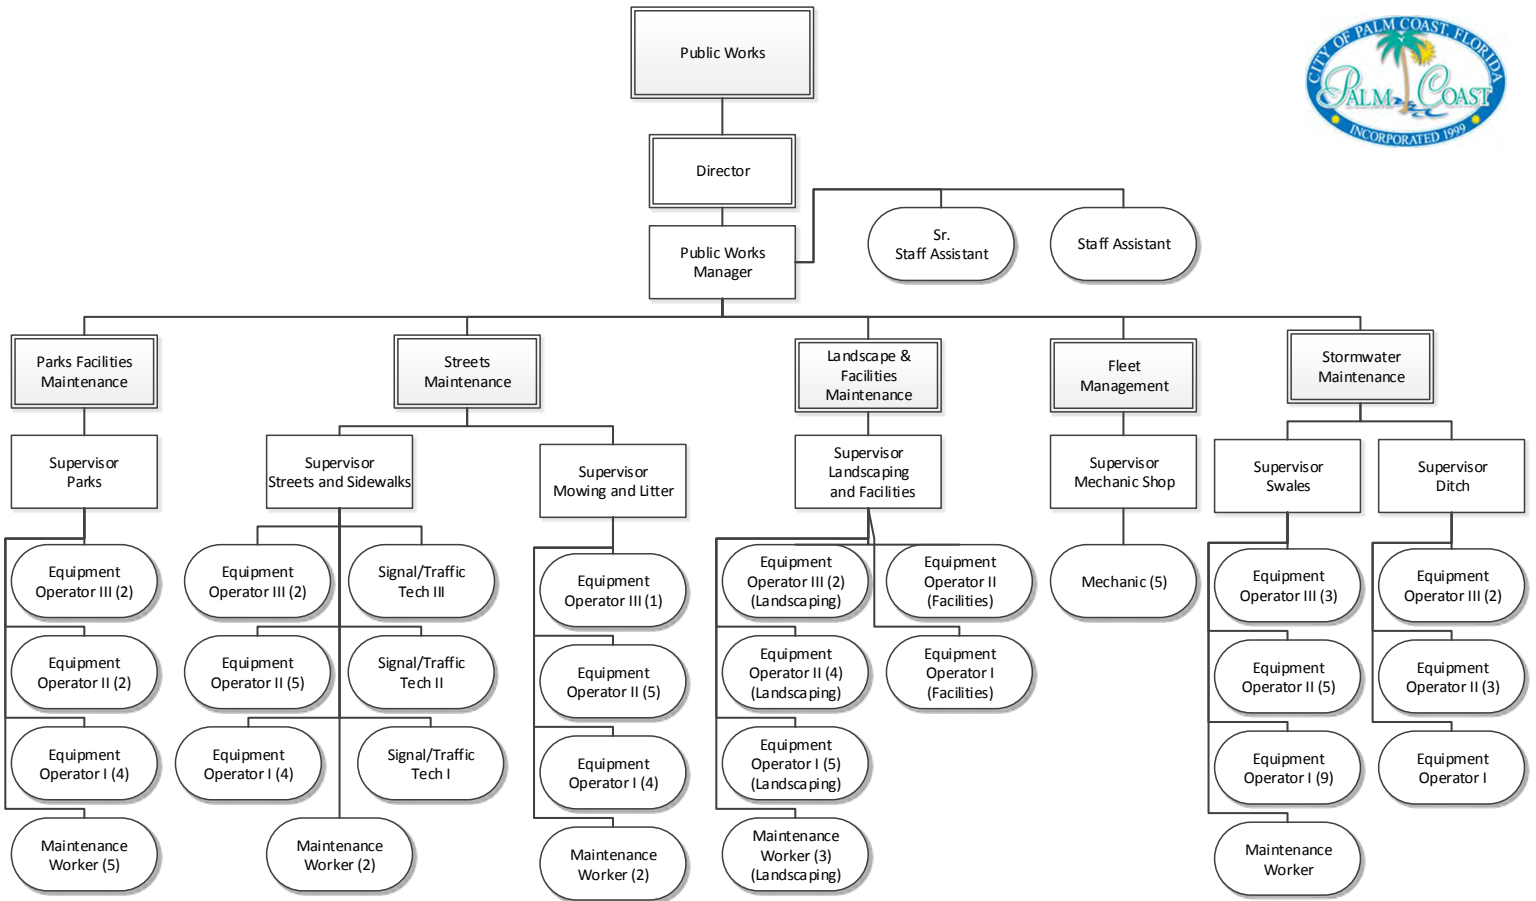 Public Works
CITY OF PALM COAST, FLORIDA
PALM COAST
INCORPORATED 1999
Director
Public Works
Manager
Sr.
Staff Assistant
Staff Assistant
Parks Facilities
Maintenance
Streets
Maintenance
Landscape &
Facilities
Maintenance
Fleet
Management
Stormwater
Maintenance
Supervisor
Parks
Supervisor
Streets and Sidewalks
Supervisor
Mowing and Litter
Supervisor
Landscaping
and Facilities
Supervisor
Mechanic Shop
Supervisor
Swales
Supervisor
Ditch
Equipment
Operator III (2)
Equipment
Operator III (2)
Signal/Traffic
Tech III
Equipment
Operator III (1)
Equipment
Operator III (2)
(Landscaping)
Equipment
Operator II
(Facilities)
Mechanic (5)
Equipment
Operator III (3)
Equipment
Operator III (2)
Equipment
Operator II (2)
Equipment
Operator II (5)
Signal/Traffic
Tech II
Equipment
Operator II (5)
Equipment
Operator II (4)
(Landscaping)
Equipment
Operator I
(Facilities)
Equipment
Operator II (5)
Equipment
Operator II (3)
Equipment
Operator I (4)
Equipment
Operator I (4)
Signal/Traffic
Tech I
Equipment
Operator I (4)
Equipment
Operator I (5)
(Landscaping)
Equipment
Operator I (9)
Equipment
Operator I
Maintenance
Worker (5)
Maintenance
Worker (2)
Maintenance
Worker (2)
Maintenance
Worker (3)
(Landscaping)
Maintenance
Worker